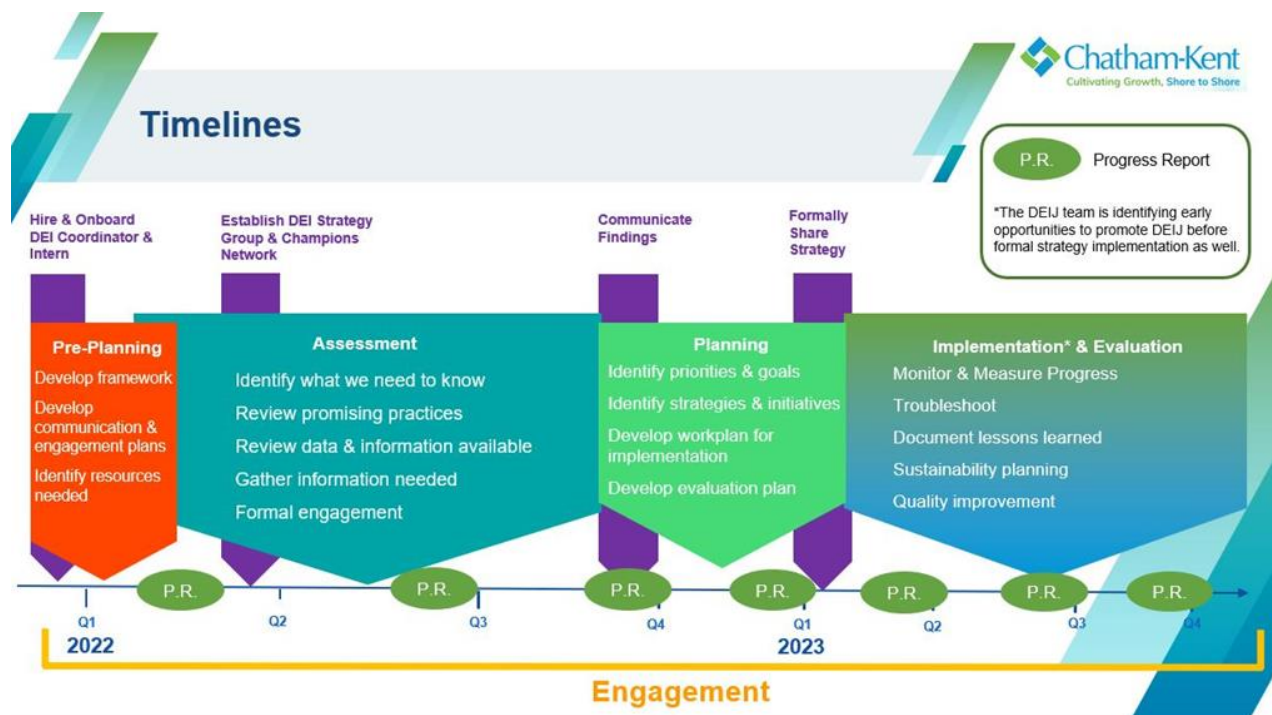 Chatham-Kent
Cultivating Growth, Shore to Shore
Timelines
P.R.
Progress Report
*The DEIJ team is identifying early
opportunities to promote DEIJ before
formal strategy implementation as well.
Hire & Onboard
DEI Coordinator &
Intern
Establish DEI Strategy
Group & Champions
Network
Communicate
Findings
Formally
Share
Strategy
Pre-Planning
Develop framework
Develop
communication &
engagement plans
Identify resources
needed
Assessment
Identify what we need to know
Review promising practices
Review data & information available
Gather information needed
Formal engagement
Planning
Identify priorities & goals
Identify strategies & initiatives
Develop workplan for
implementation
Develop evaluation plan
Implementation* & Evaluation
Monitor & Measure Progress
Troubleshoot
Document lessons learned
Sustainability planning
Quality improvement
P.R. P.R. P.R. P.R. P.R. P.R. P.R.
Q1 Q2 Q3 Q4 Q1 Q2 Q3 Q4
2022 2023
Engagement